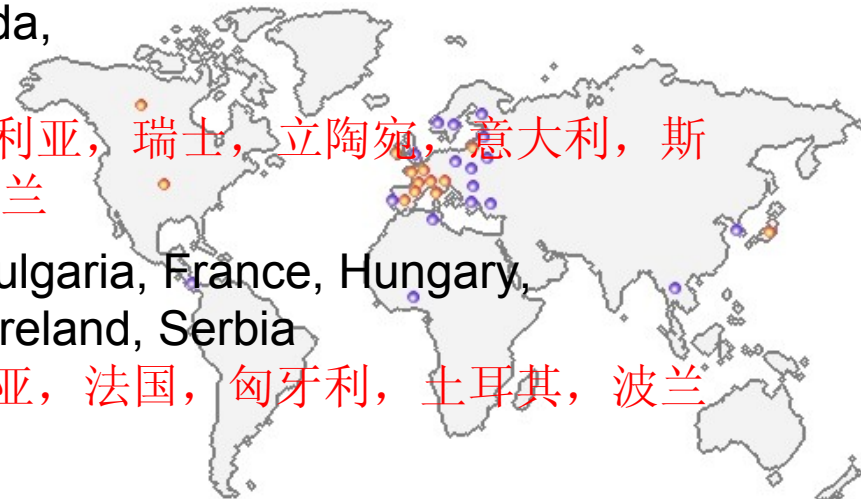 da,
利亚，瑞士，立陶宛，意大利，斯
兰
ulgaria, France, Hungary,
reland, Serbia
亚，法国，匈牙利，土耳其，波兰